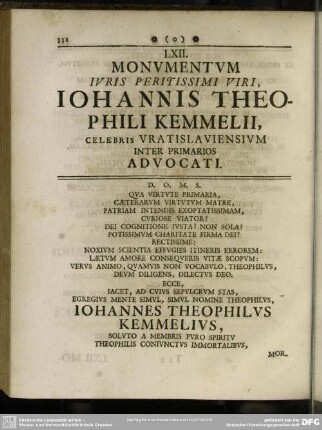 338 ❀ ( o ) ❀
LXII.
MONVMENTVM
IVRIS PERITISSIMI VIRI,
IOHANNIS THEO-
PHILI KEMMELII,
CELEBRIS VRATISLAVIENSIVM
INTER PRIMARIOS
ADVOCATI.
D. O. M. S.
QVA VIRTVTE PRIMARIA,
CÆTERARVM VIRTVTVM MATRE,
PATRIAM INTENDIS EXOPTATISSIMAM,
CVRIOSE VIATOR?
DEI COGNITIONE IVSTA? NON SOLA?
POTISSIMVM CHARITATE FIRMA DEI?
RECTISSIME:
NOXIVM SCIENTIA EFFVGIES ITINERIS ERROREM:
LÆTVM AMORE CONSEQVERIS VITÆ SCOPVM:
VERVS ANIMO, QVAMVIS NON VOCABVLO, THEOPHILVS,
DEVM DILIGENS, DILECTVS DEO.
ECCE,
IACET, AD CVIVS SEPVLCRVM STAS,
EGREGIVS MENTE SIMVL, SIMVL NOMINE THEOPHILVS,
IOHANNES THEOPHILVS
KEMMELIVS,
SOLVTO A MEMBRIS PVRO SPIRITV
THEOPHILIS CONIVNCTVS IMMORTALIBVS,
MOR-